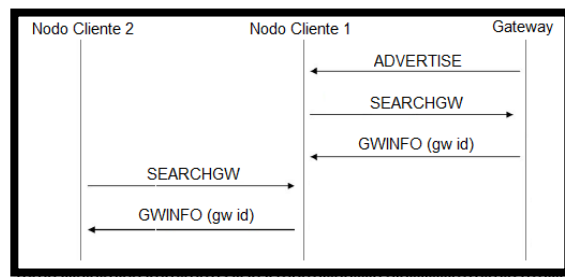 Nodo Cliente 2 Nodo Cliente 1 Gateway
ADVERTISE
SEARCHGW
GWINFO (gw id)
SEARCHGW
GWINFO (gw id)